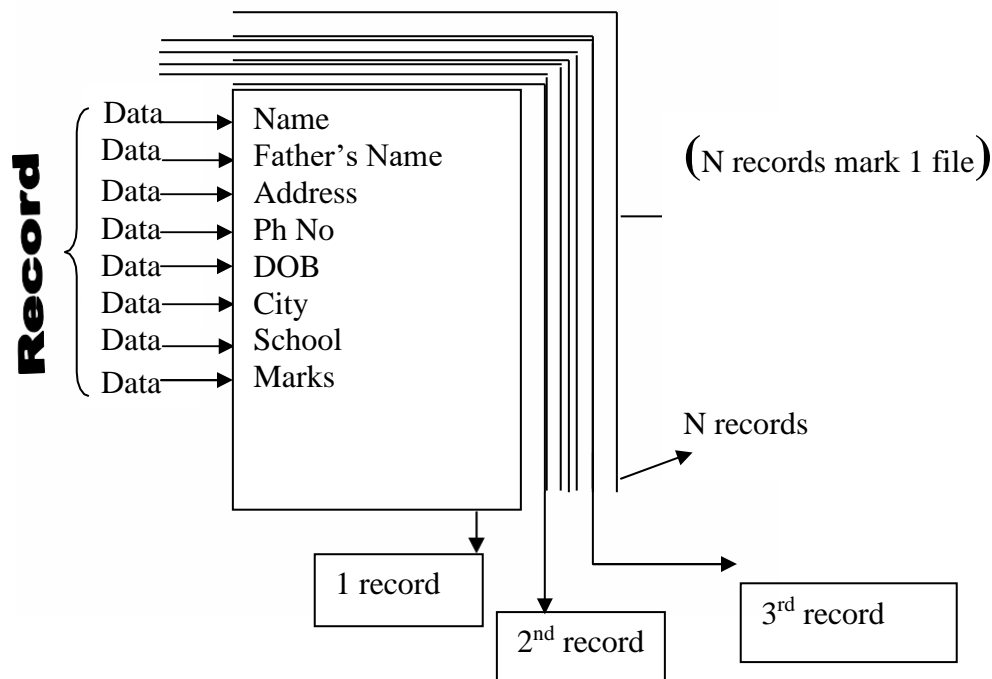 Record
Data Name
Data Father’s Name
Data Address
Data Ph No
Data DOB
Data City
Data School
Data Marks
(N records mark 1 file)
N records
1 record
2nd record
3rd record